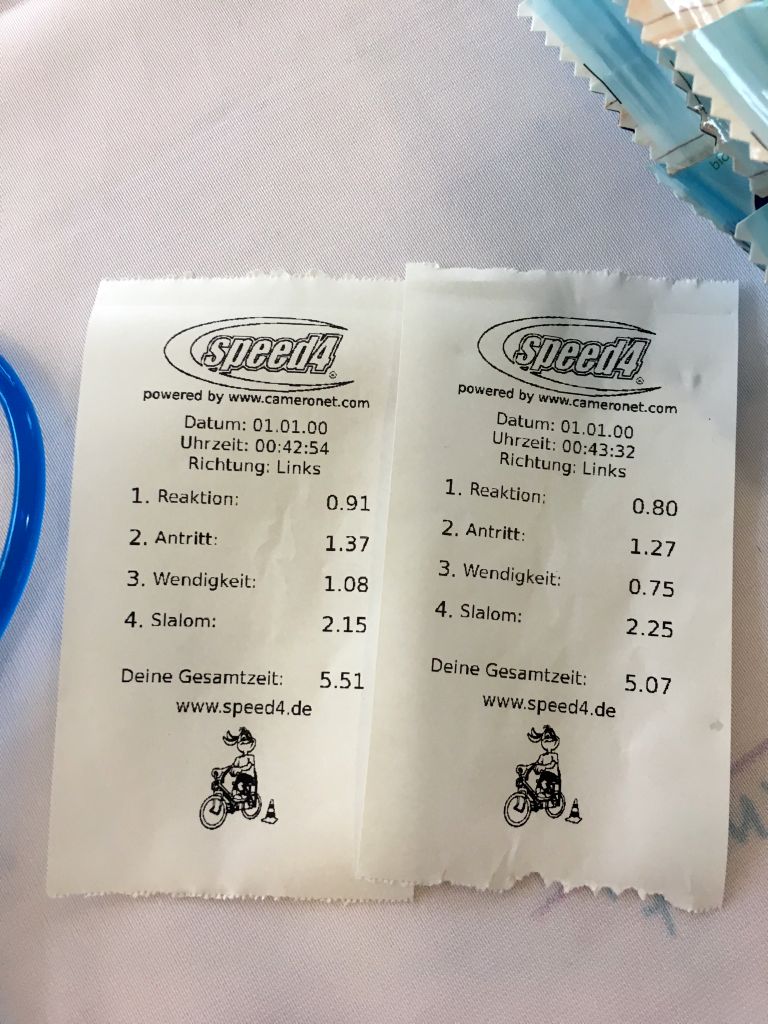 speed4®
powered by www.cameronet.com
Datum: 01.01.00
Uhrzeit: 00:42:54
Richtung: Links
1. Reaktion: 0.91
2. Antritt: 1.37
3. Wendigkeit: 1.08
4. Slalom: 2.15
Deine Gesamtzeit: 5.51
www.speed4.de
speed4®
powered by www.cameronet.com
Datum: 01.01.00
Uhrzeit: 00:43:32
Richtung: Links
1. Reaktion: 0.80
2. Antritt: 1.27
3. Wendigkeit: 0.75
4. Slalom: 2.25
Deine Gesamtzeit: 5.07
www.speed4.de